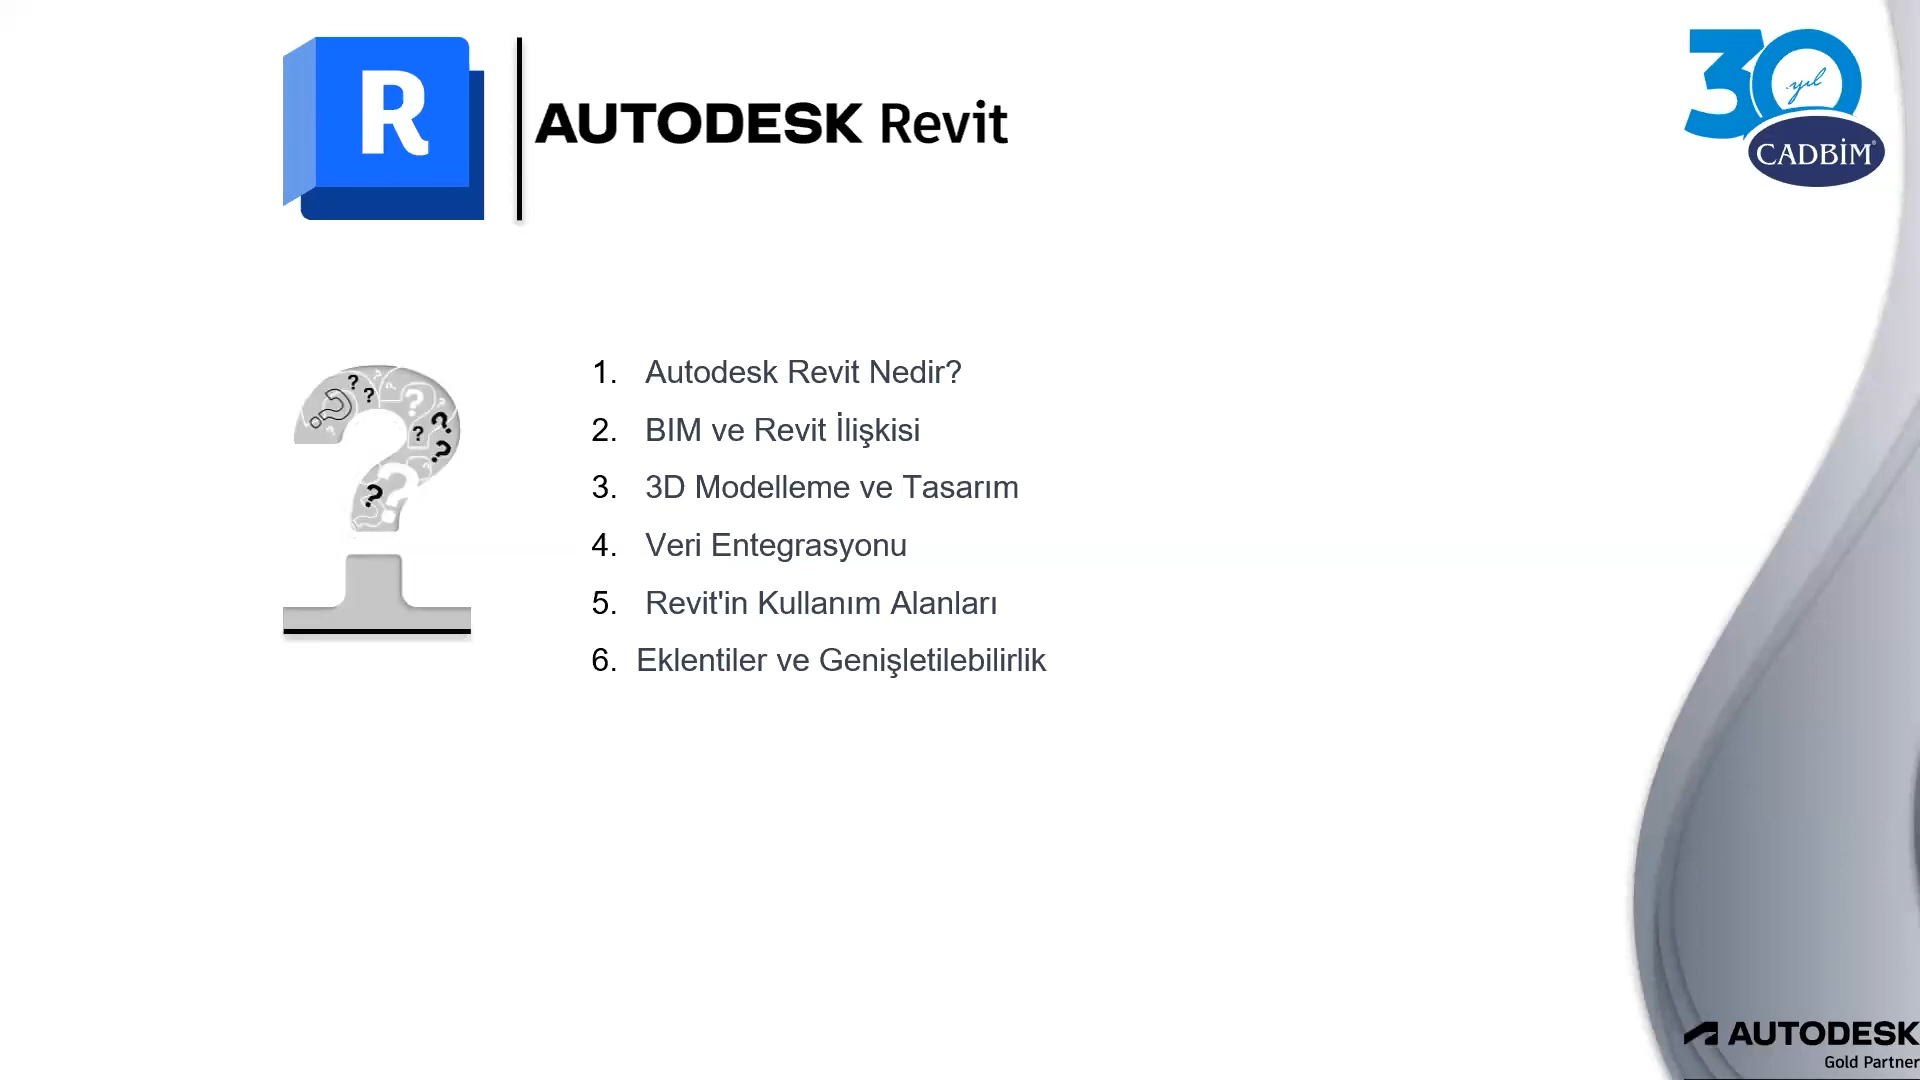 R
AUTODESK Revit
30
yıl
CADBİM®
1. Autodesk Revit Nedir?
2. BIM ve Revit İlişkisi
3. 3D Modelleme ve Tasarım
4. Veri Entegrasyonu
5. Revit'in Kullanım Alanları
6. Eklentiler ve Genişletilebilirlik
AUTODESK
Gold Partner